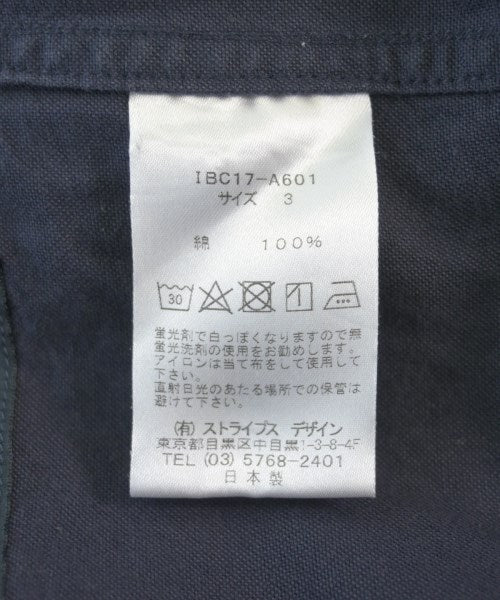 IBC17-A601
サイズ 3
綿 100%
30
蛍光剤で白っぽくなりますので無
蛍光洗剤の使用をお勧めします。
アイロンは当て布をして使用して
下さい。
直射日光のあたる場所での保管は
避けて下さい。
(有) ストライプス デザイン
東京都目黒区中目黒1-3-8-4F
TEL (03) 5768-2401
日本製